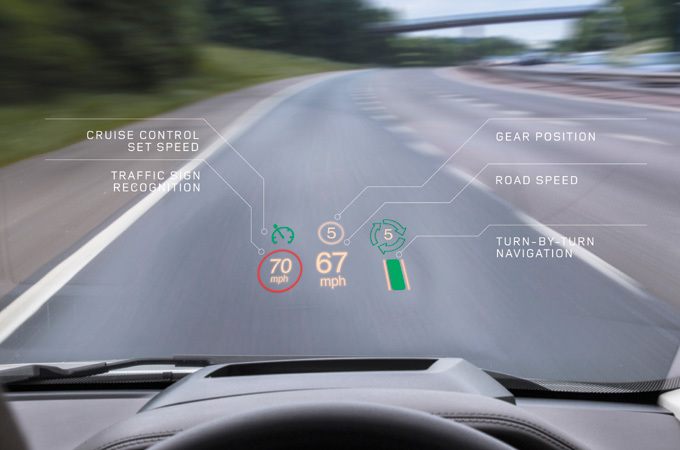 CRUISE CONTROL
SET SPEED
TRAFFIC SIGN
RECOGNITION
GEAR POSITION
ROAD SPEED
TURN-BY-TURN
NAVIGATION
5
5
70
mph
67
mph